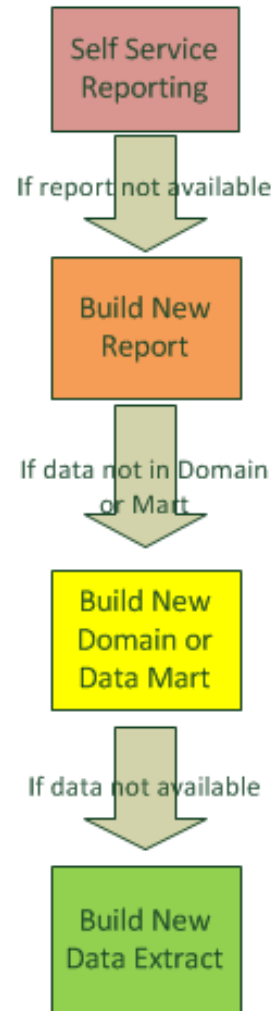 Self Service
Reporting
If report not available
Build New
Report
If data not in Domain
or Mart
Build New
Domain or
Data Mart
If data not available
Build New
Data Extract